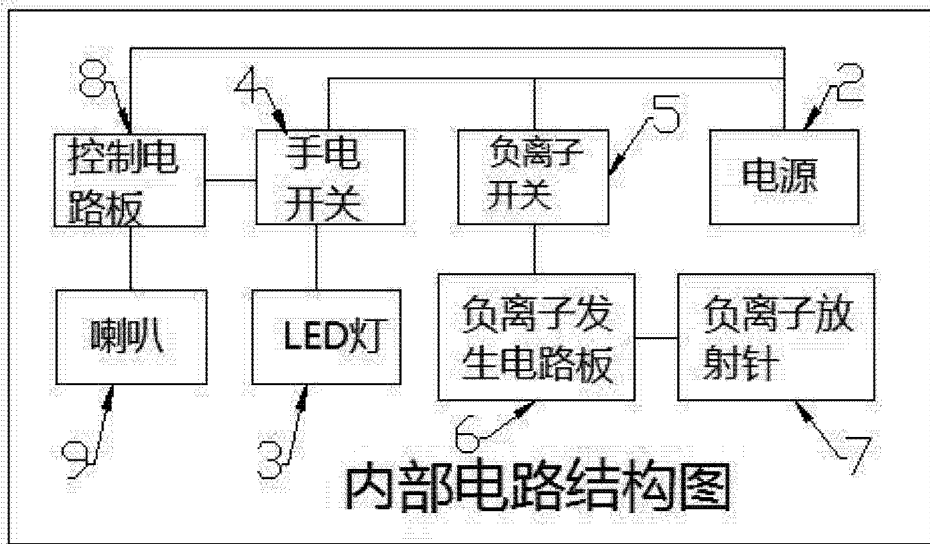 8
4
5
2
控制电
路板
手电
开关
负离子
开关
电源
喇叭
LED灯
负离子发
生电路板
负离子放
射针
9
3
6
7
内部电路结构图